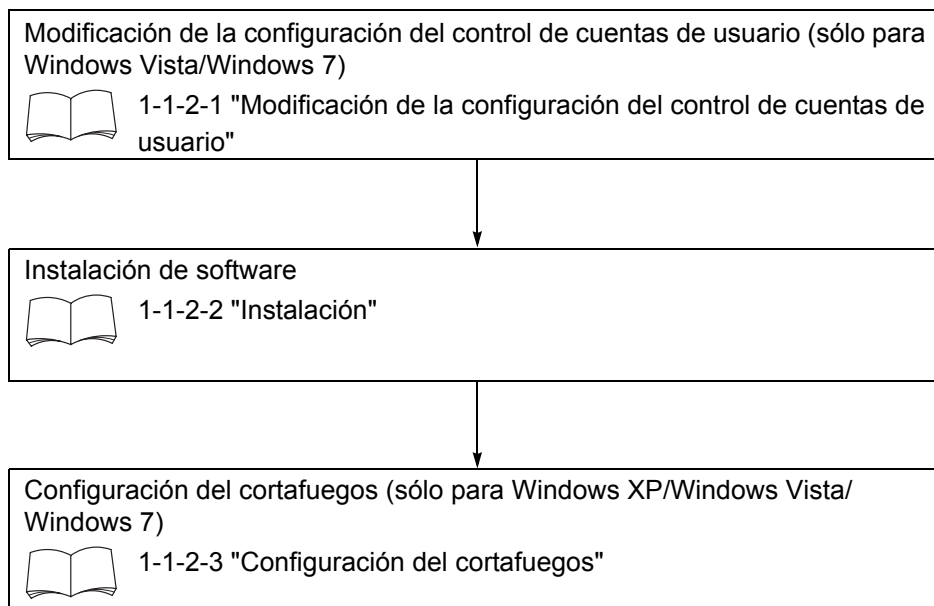 Modificación de la configuración del control de cuentas de usuario (sólo para
Windows Vista/Windows 7)
1-1-2-1 "Modificación de la configuración del control de cuentas de
usuario"
Instalación de software
1-1-2-2 "Instalación"
Configuración del cortafuegos (sólo para Windows XP/Windows Vista/
Windows 7)
1-1-2-3 "Configuración del cortafuegos"